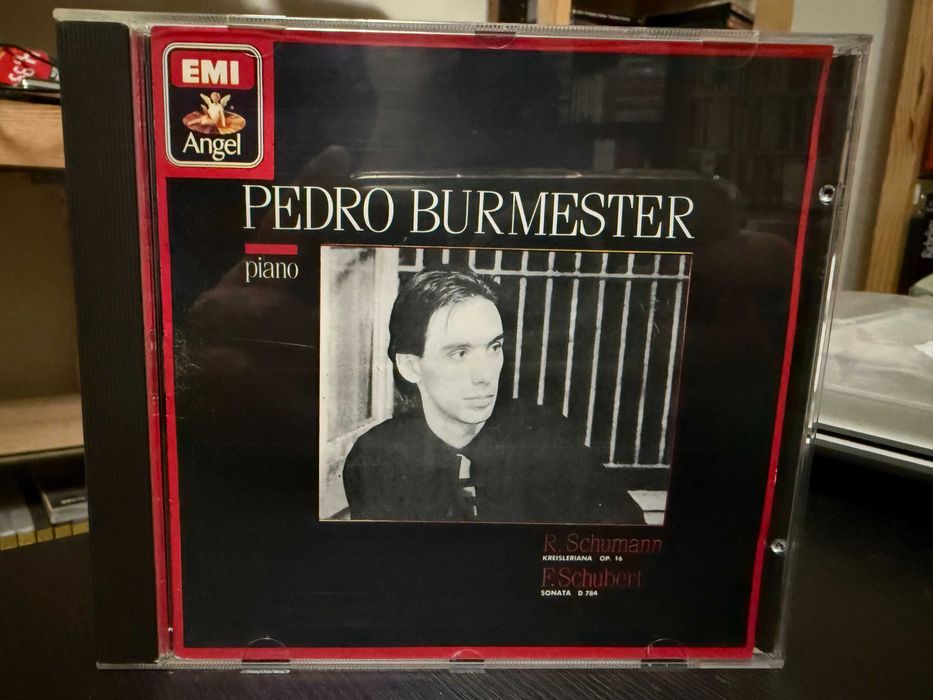 EMI
Angel
PEDRO BURMESTER
piano
R. Schumann
KREISLERIANA OP. 16
F. Schubert
SONATA D 784